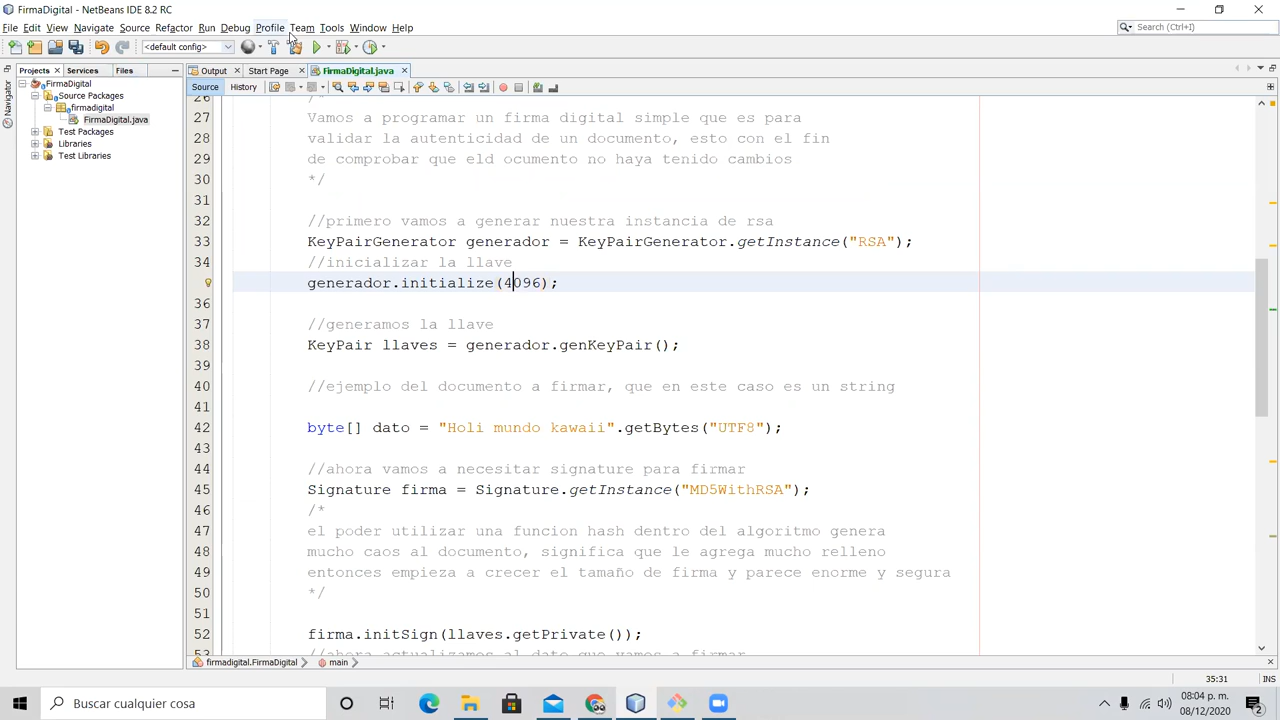 FirmaDigital - NetBeans IDE 8.2 RC
File Edit View Navigate Source Refactor Run Debug Profile Team Tools Window Help
Search (Ctrl+I)
<default config>
Projects Services Files
Output Start Page FirmaDigital.java
Source History
Navigator
FirmaDigital
Source Packages
firmadigital
FirmaDigital.java
Test Packages
Libraries
Test Libraries
26 /*
27 Vamos a programar un firma digital simple que es para
28 validar la autenticidad de un documento, esto con el fin
29 de comprobar que eld ocumento no haya tenido cambios
30 */
31
32 //primero vamos a generar nuestra instancia de rsa
33 KeyPairGenerator generador = KeyPairGenerator.getInstance("RSA");
34 //inicializar la llave
generador.initialize(4096);
36
37 //generamos la llave
38 KeyPair llaves = generador.genKeyPair();
39
40 //ejemplo del documento a firmar, que en este caso es un string
41
42 byte[] dato = "Holi mundo kawaii".getBytes("UTF8");
43
44 //ahora vamos a necesitar signature para firmar
45 Signature firma = Signature.getInstance("MD5WithRSA");
46 /*
47 el poder utilizar una funcion hash dentro del algoritmo genera
48 mucho caos al documento, significa que le agrega mucho relleno
49 entonces empieza a crecer el tamaño de firma y parece enorme y segura
50 */
51
52 firma.initSign(llaves.getPrivate());
53 //ahora actualizamos al dato que vamos a firmar
firmadigital.FirmaDigital main
35:31 INS
Buscar cualquier cosa
08:04 p. m.
08/12/2020
2